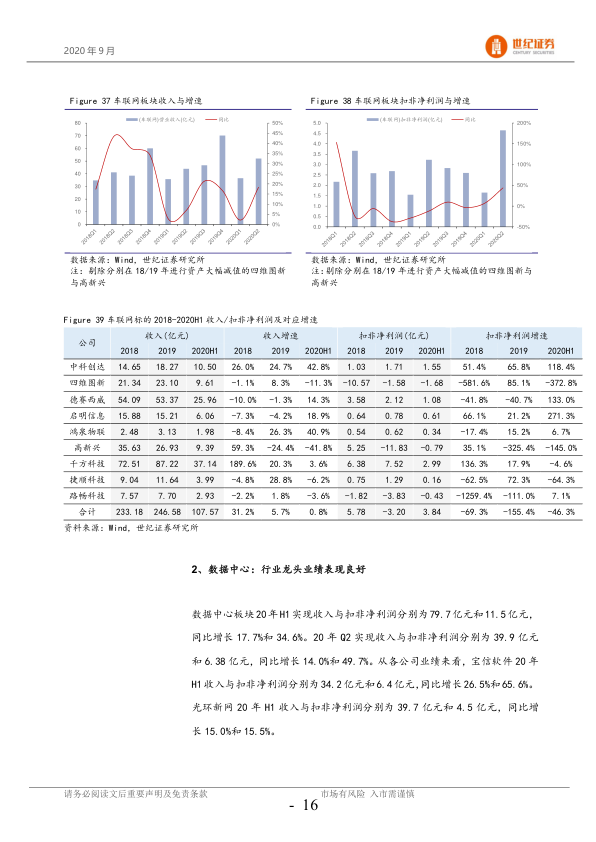 2020 年 9 月
世纪证券
CENTURY SECURITIES
Figure 37 车联网板块收入与增速
(车联网)营业收入(亿元) 同比
80
70
60
50
40
30
20
10
0
50%
45%
40%
35%
30%
25%
20%
15%
10%
5%
0%
2018Q1 2018Q2 2018Q3 2018Q4 2019Q1 2019Q2 2019Q3 2019Q4 2020Q1 2020Q2
数据来源：Wind，世纪证券研究所
注：剔除分别在 18/19 年进行资产大幅减值的四维图新
与高新兴
Figure 38 车联网板块扣非净利润与增速
(车联网)扣非净利润(亿元) 同比
5.0
4.5
4.0
3.5
3.0
2.5
2.0
1.5
1.0
0.5
0.0
200%
150%
100%
50%
0%
-50%
2018Q1 2018Q2 2018Q3 2018Q4 2019Q1 2019Q2 2019Q3 2019Q4 2020Q1 2020Q2
数据来源：Wind，世纪证券研究所
注：剔除分别在 18/19 年进行资产大幅减值的四维图新与
高新兴
Figure 39 车联网标的 2018-2020H1 收入/扣非净利润及对应增速
公司 收入(亿元) 收入增速 扣非净利润(亿元) 扣非净利润增速
2018 2019 2020H1 2018 2019 2020H1 2018 2019 2020H1 2018 2019 2020H1
中科创达 14.65 18.27 10.50 26.0% 24.7% 42.8% 1.03 1.71 1.55 51.4% 65.8% 118.4%
四维图新 21.34 23.10 9.61 -1.1% 8.3% -11.3% -10.57 -1.58 -1.68 -581.6% 85.1% -372.8%
德赛西威 54.09 53.37 25.96 -10.0% -1.3% 14.3% 3.58 2.12 1.08 -41.8% -40.7% 133.0%
启明信息 15.88 15.21 6.06 -7.3% -4.2% 18.9% 0.64 0.78 0.61 66.1% 21.2% 271.3%
鸿泉物联 2.48 3.13 1.98 -8.4% 26.3% 40.9% 0.54 0.62 0.34 -17.4% 15.2% 6.7%
高新兴 35.63 26.93 9.39 59.3% -24.4% -41.8% 5.25 -11.83 -0.79 35.1% -325.4% -145.0%
千方科技 72.51 87.22 37.14 189.6% 20.3% 3.6% 6.38 7.52 2.99 136.3% 17.9% -4.6%
捷顺科技 9.04 11.64 3.99 -4.8% 28.8% -6.2% 0.75 1.29 0.16 -62.5% 72.3% -64.3%
路畅科技 7.57 7.70 2.93 -2.2% 1.8% -3.6% -1.82 -3.83 -0.43 -1259.4% -111.0% 7.1%
合计 233.18 246.58 107.57 31.2% 5.7% 0.8% 5.78 -3.20 3.84 -69.3% -155.4% -46.3%
资料来源：Wind，世纪证券研究所
2、数据中心：行业龙头业绩表现良好
数据中心板块 20 年 H1 实现收入与扣非净利润分别为 79.7 亿元和 11.5 亿元，
同比增长 17.7%和 34.6%。20 年 Q2 实现收入与扣非净利润分别为 39.9 亿元
和 6.38 亿元，同比增长 14.0%和 49.7%。从各公司业绩来看，宝信软件 20 年
H1 收入与扣非净利润分别为 34.2 亿元和 6.4 亿元，同比增长 26.5%和 65.6%。
光环新网 20 年 H1 收入与扣非净利润分别为 39.7 亿元和 4.5 亿元，同比增
长 15.0%和 15.5%。
请务必阅读文后重要声明及免责条款 市场有风险 入市需谨慎
- 16